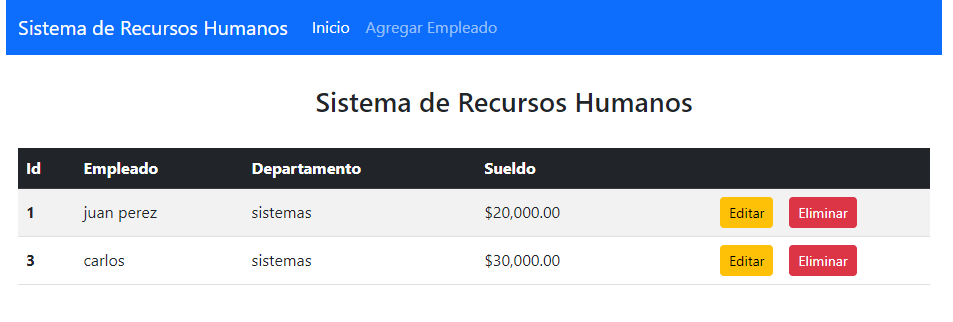 Sistema de Recursos Humanos Inicio Agregar Empleado
Sistema de Recursos Humanos
Id Empleado Departamento Sueldo
1 juan perez sistemas $20,000.00 Editar Eliminar
3 carlos sistemas $30,000.00 Editar Eliminar